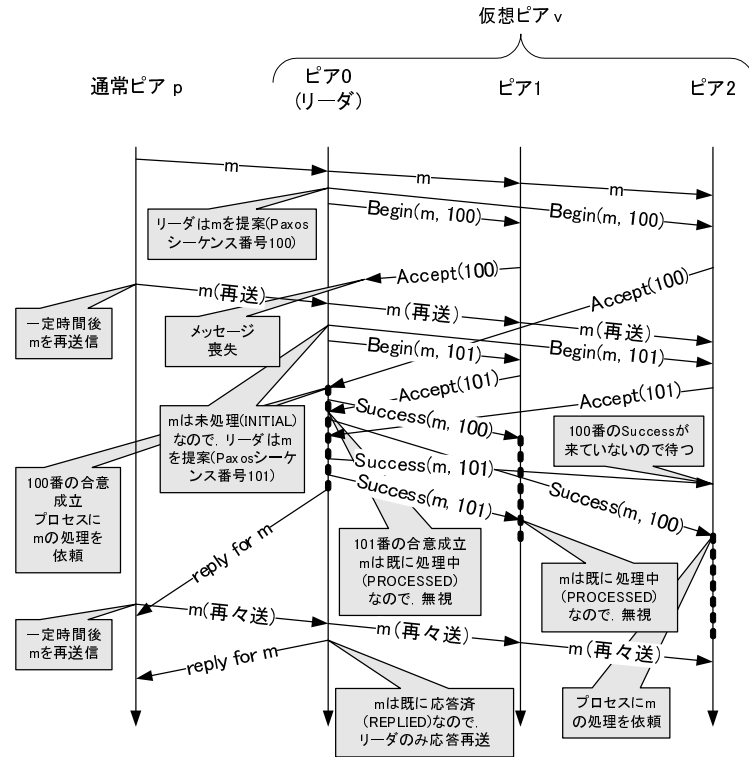 仮想ピア v
通常ピア p
ピア0
(リーダ)
ピア1
ピア2
m
m
m
リーダはmを提案(Paxos
シーケンス番号100)
Begin(m, 100)
Begin(m, 100)
Accept(100)
Accept(100)
m(再送)
m(再送)
m(再送)
一定時間後
mを再送信
メッセージ
喪失
Begin(m, 101)
Begin(m, 101)
Accept(101)
Accept(101)
mは未処理(INITIAL)
なので，リーダはm
を提案(Paxosシーケ
ンス番号101)
Success(m, 100)
100番のSuccessが
来ていないので待つ
Success(m, 101)
Success(m, 101)
Success(m, 100)
100番の合意
成立
プロセスに
mの処理を
依頼
reply for m
101番の合意成立
mは既に処理中
(PROCESSED)
なので，無視
mは既に処理中
(PROCESSED)
なので，無視
一定時間後
mを再送信
m(再々送)
m(再々送)
m(再々送)
reply for m
mは既に応答済
(REPLIED)なので，
リーダのみ応答再送
プロセスにm
の処理を依頼